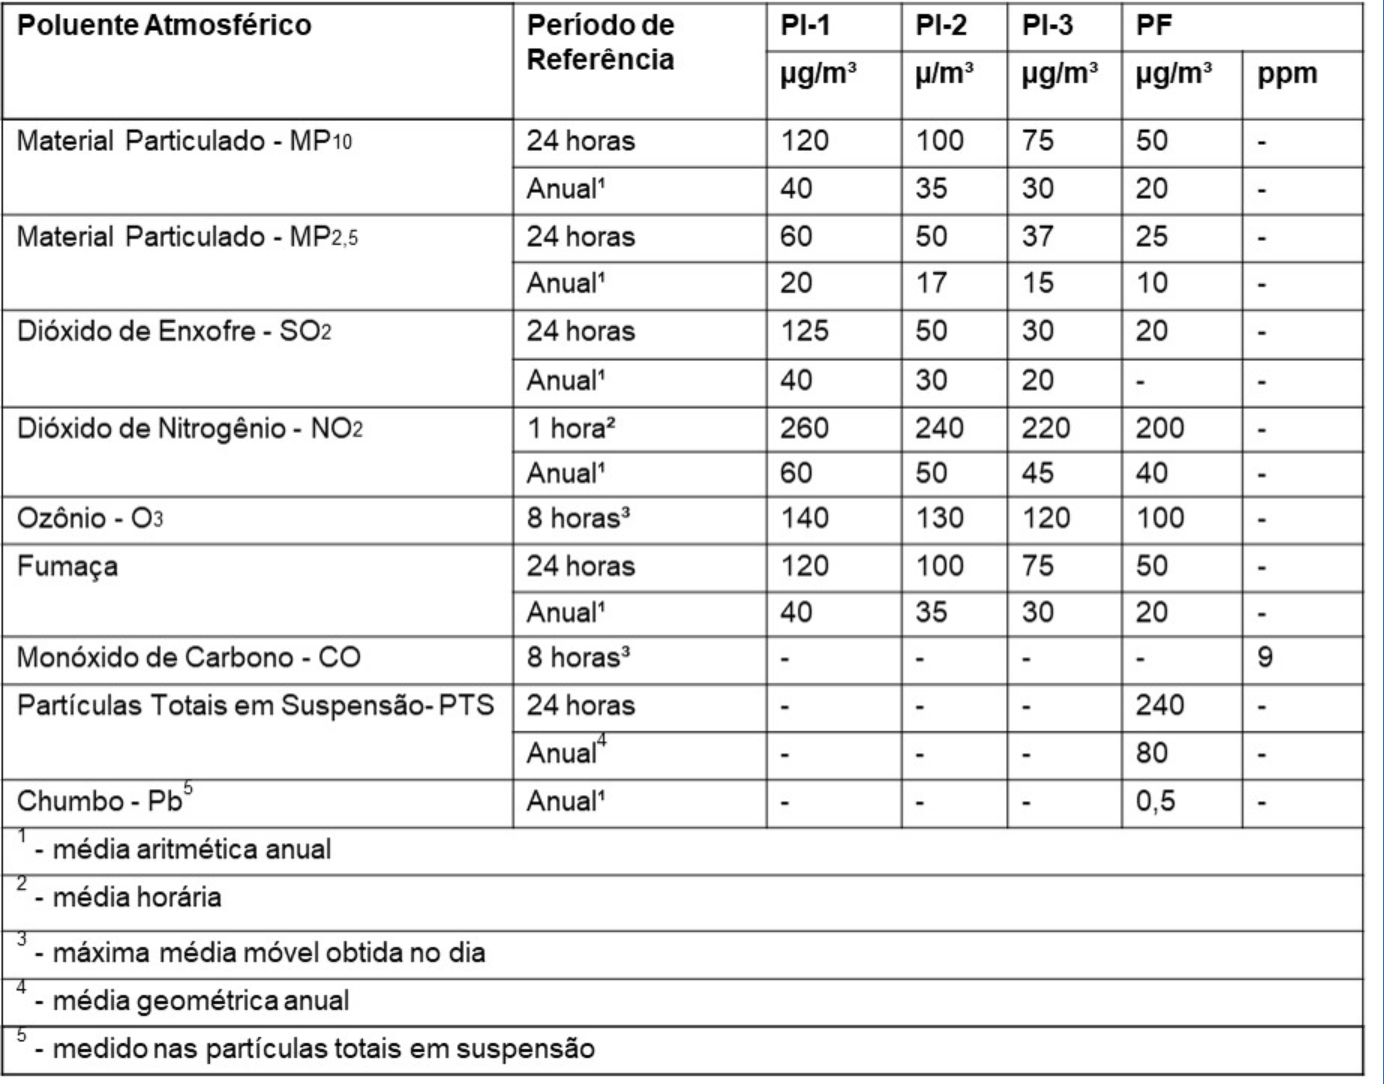 Poluente Atmosférico Período de Referência PI-1 PI-2 PI-3 PF
µg/m³ µ/m³ µg/m³ µg/m³ ppm
Material Particulado - MP10 24 horas 120 100 75 50 -
Anual¹ 40 35 30 20 -
Material Particulado - MP2,5 24 horas 60 50 37 25 -
Anual¹ 20 17 15 10 -
Dióxido de Enxofre - SO2 24 horas 125 50 30 20 -
Anual¹ 40 30 20 - -
Dióxido de Nitrogênio - NO2 1 hora² 260 240 220 200 -
Anual¹ 60 50 45 40 -
Ozônio - O3 8 horas³ 140 130 120 100 -
Fumaça 24 horas 120 100 75 50 -
Anual¹ 40 35 30 20 -
Monóxido de Carbono - CO 8 horas³ - - - - 9
Partículas Totais em Suspensão- PTS 24 horas - - - 240 -
Anual⁴ - - - 80 -
Chumbo - Pb⁵ Anual¹ - - - 0,5 -
¹ - média aritmética anual
² - média horária
³ - máxima média móvel obtida no dia
⁴ - média geométrica anual
⁵ - medido nas partículas totais em suspensão